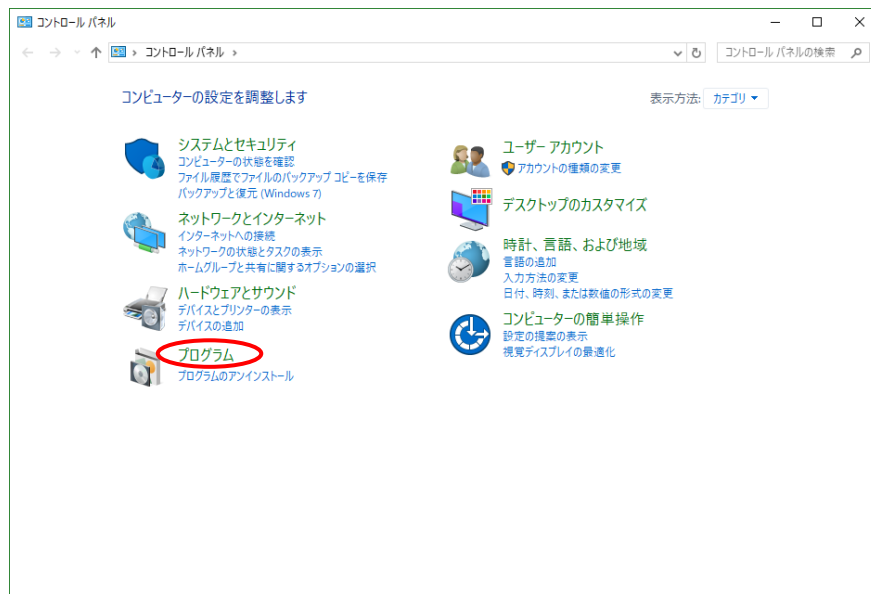 コントロール パネル
コントロール パネル
コントロール パネルの検索
コンピューターの設定を調整します
表示方法: カテゴリ
システムとセキュリティ
コンピューターの状態を確認
ファイル履歴でファイルのバックアップ コピーを保存
バックアップと復元 (Windows 7)
ネットワークとインターネット
インターネットへの接続
ネットワークの状態とタスクの表示
ホームグループと共有に関するオプションの選択
ハードウェアとサウンド
デバイスとプリンターの表示
デバイスの追加
プログラム
プログラムのアンインストール
ユーザー アカウント
アカウントの種類の変更
デスクトップのカスタマイズ
時計、言語、および地域
言語の追加
入力方法の変更
日付、時刻、または数値の形式の変更
コンピューターの簡単操作
設定の提案の表示
視覚ディスプレイの最適化